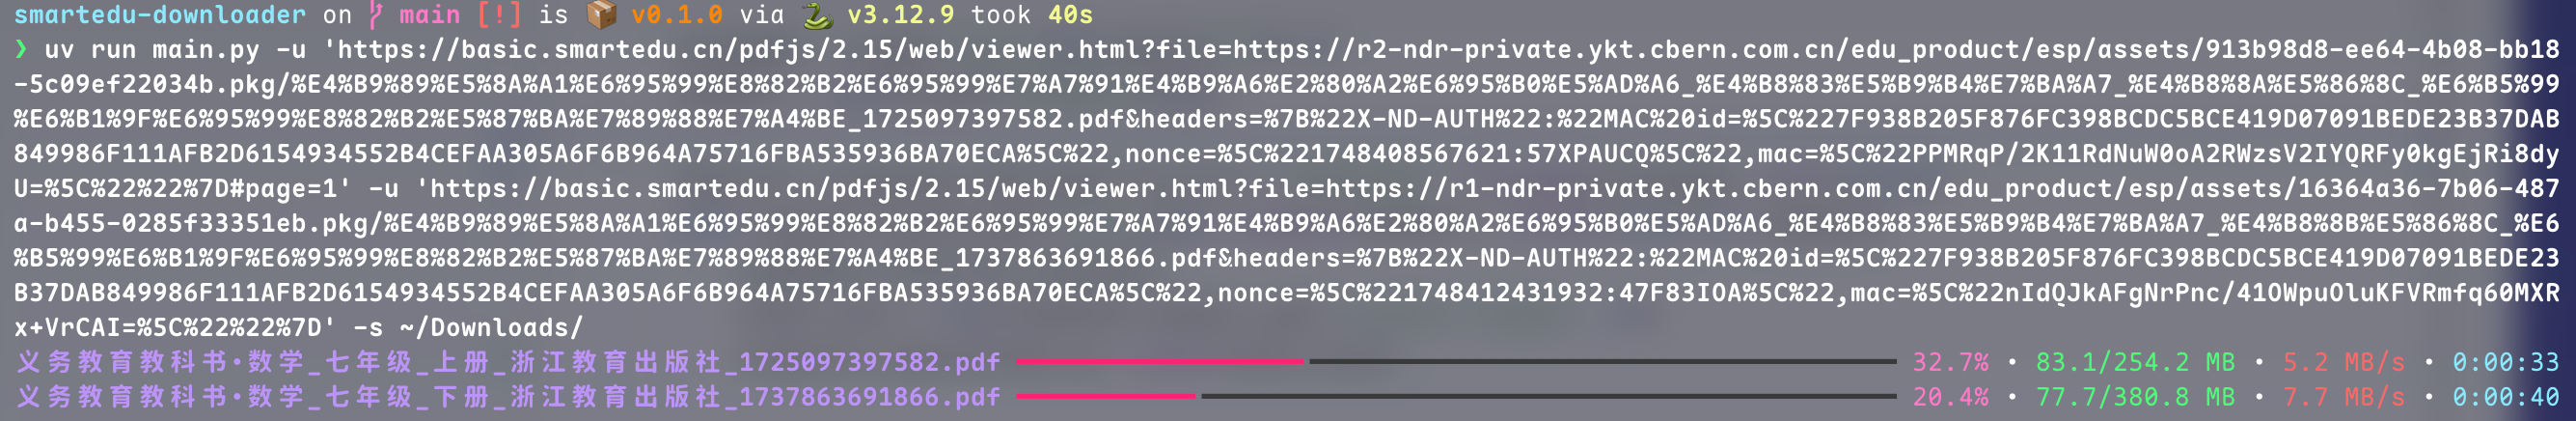 smartedu-downloader on main [!] is 📦 v0.1.0 via 🐍 v3.12.9 took 40s
❯ uv run main.py -u 'https://basic.smartedu.cn/pdfjs/2.15/web/viewer.html?file=https://r2-ndr-private.ykt.cbern.com.cn/edu_product/esp/assets/913b98d8-ee64-4b08-bb18
-5c09ef22034b.pkg/%E4%B9%89%E5%8A%A1%E6%95%99%E8%82%B2%E6%95%99%E7%A7%91%E4%B9%A6%E2%80%A2%E6%95%B0%E5%AD%A6_%E4%B8%83%E5%B9%B4%E7%BA%A7_%E4%B8%8A%E5%86%8C_%E6%B5%99
%E6%B1%9F%E6%95%99%E8%82%B2%E5%87%BA%E7%89%88%E7%A4%BE_1725097397582.pdf&headers=%7B%22X-ND-AUTH%22:%22MAC%20id=%5C%227F938B205F876FC398BCDC5BCE419D07091BEDE23B37DAB
849986F111AFB2D6154934552B4CEFAA305A6F6B964A75716FBA535936BA70ECA%5C%22,nonce=%5C%221748408567621:57XPAUCQ%5C%22,mac=%5C%22PPMRqP/2K11RdNuW0oA2RWzsV2IYQRFy0kgEjRi8dy
U=%5C%22%22%7D#page=1' -u 'https://basic.smartedu.cn/pdfjs/2.15/web/viewer.html?file=https://r1-ndr-private.ykt.cbern.com.cn/edu_product/esp/assets/16364a36-7b06-487
a-b455-0285f33351eb.pkg/%E4%B9%89%E5%8A%A1%E6%95%99%E8%82%B2%E6%95%99%E7%A7%91%E4%B9%A6%E2%80%A2%E6%95%B0%E5%AD%A6_%E4%B8%83%E5%B9%B4%E7%BA%A7_%E4%B8%8B%E5%86%8C_%E6
%B5%99%E6%B1%9F%E6%95%99%E8%82%B2%E5%87%BA%E7%89%88%E7%A4%BE_1737863691866.pdf&headers=%7B%22X-ND-AUTH%22:%22MAC%20id=%5C%227F938B205F876FC398BCDC5BCE419D07091BEDE23
B37DAB849986F111AFB2D6154934552B4CEFAA305A6F6B964A75716FBA535936BA70ECA%5C%22,nonce=%5C%221748412431932:47F83IOA%5C%22,mac=%5C%22nIdQJkAFgNrPnc/41OWpuOluKFVRmfq60MXR
x+VrCAI=%5C%22%22%7D' -s ~/Downloads/
义务教育教科书•数学_七年级_上册_浙江教育出版社_1725097397582.pdf 32.7% • 83.1/254.2 MB • 5.2 MB/s • 0:00:33
义务教育教科书•数学_七年级_下册_浙江教育出版社_1737863691866.pdf 20.4% • 77.7/380.8 MB • 7.7 MB/s • 0:00:40